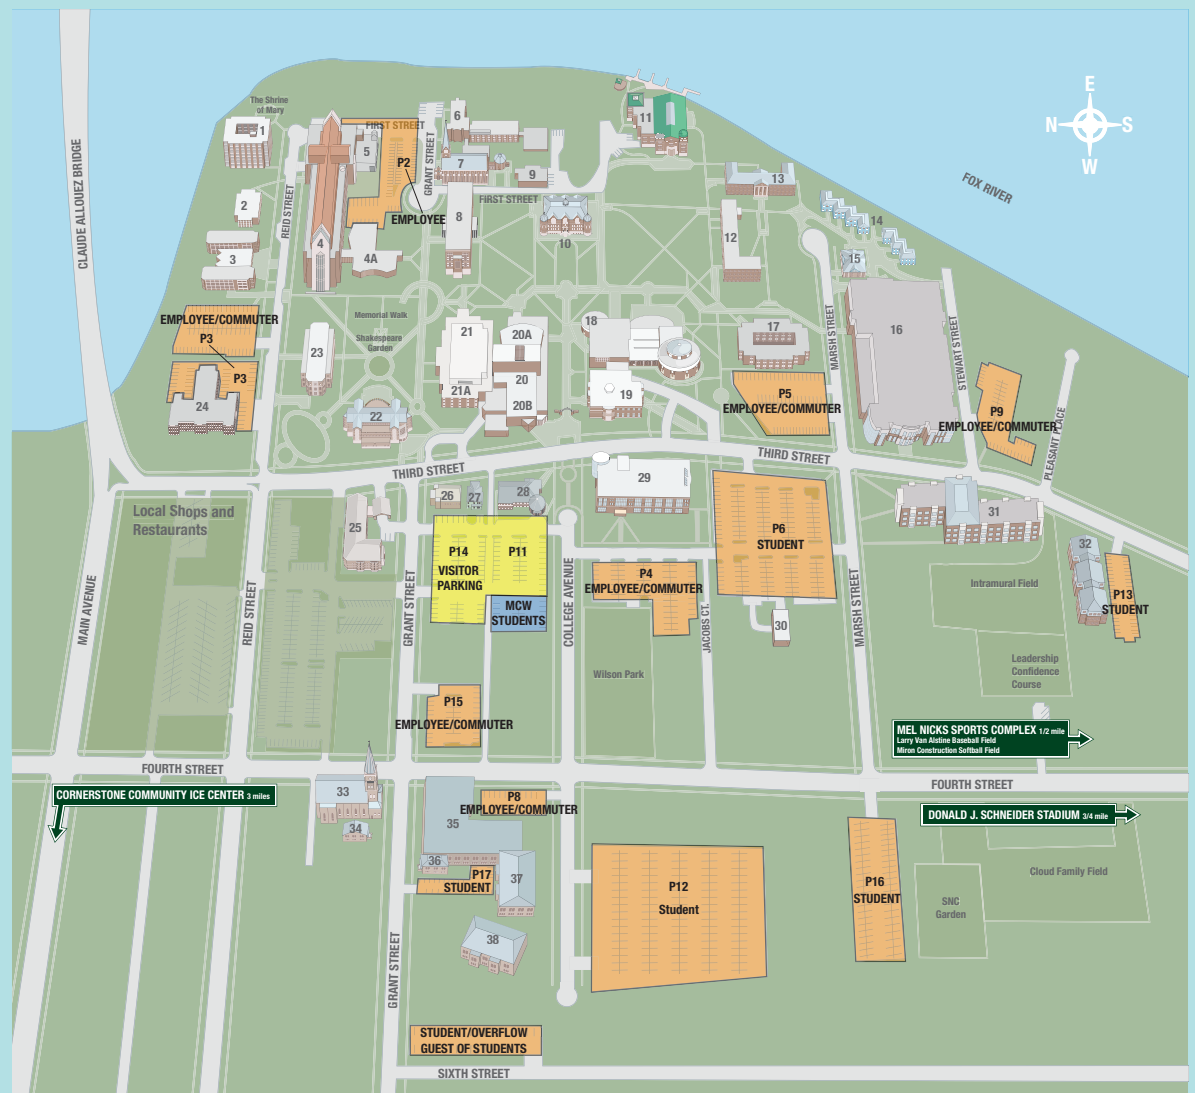 E
N S
W
FOX RIVER
CLAUDE ALLOUEZ BRIDGE
The Shrine
of Mary
1
2
3
REID STREET
4
FIRST STREET
5
P2
EMPLOYEE
4A
GRANT STREET
6
7
8
9
FIRST STREET
10
11
12
13
14
15
16
MARSH STREET
STEWART STREET
PLEASANT PLACE
EMPLOYEE/COMMUTER
P3
P3
24
23
Memorial Walk
Shakespeare
Garden
22
21
21A
20A
20
20B
18
19
17
P5
EMPLOYEE/COMMUTER
P9
EMPLOYEE/COMMUTER
THIRD STREET
THIRD STREET
Local Shops and
Restaurants
25
26
27
28
29
31
32
P14
VISITOR
PARKING
P11
MCW
STUDENTS
P6
STUDENT
P4
EMPLOYEE/COMMUTER
30
Intramural Field
P13
STUDENT
MAIN AVENUE
REID STREET
GRANT STREET
COLLEGE AVENUE
JACOBS CT.
MARSH STREET
Wilson Park
Leadership
Confidence
Course
P15
EMPLOYEE/COMMUTER
MEL NICKS SPORTS COMPLEX 1/2 mile
Larry Van Alstine Baseball Field
Miron Construction Softball Field
FOURTH STREET
FOURTH STREET
CORNERSTONE COMMUNITY ICE CENTER 3 miles
DONALD J. SCHNEIDER STADIUM 3/4 mile
33
34
35
P8
EMPLOYEE/COMMUTER
36
P17
STUDENT
37
38
P12
Student
P16
STUDENT
SNC
Garden
Cloud Family Field
GRANT STREET
STUDENT/OVERFLOW
GUEST OF STUDENTS
SIXTH STREET